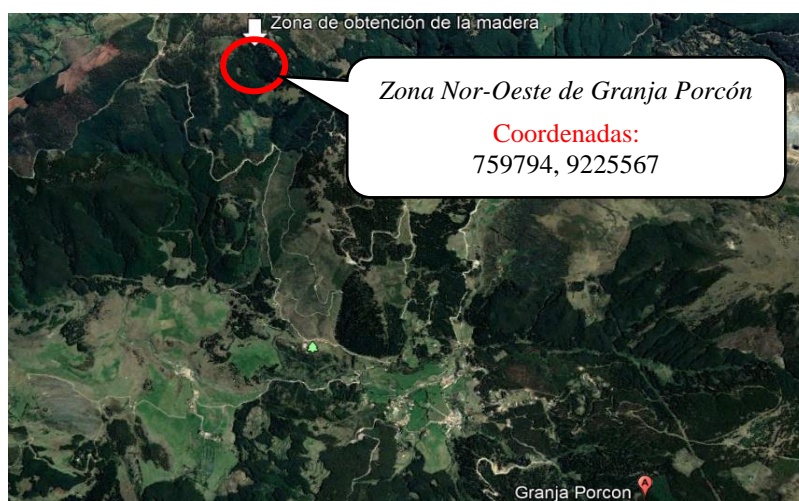 Zona de obtención de la madera
Zona Nor-Oeste de Granja Porcón
Coordenadas:
759794, 9225567
Granja Porcon
A